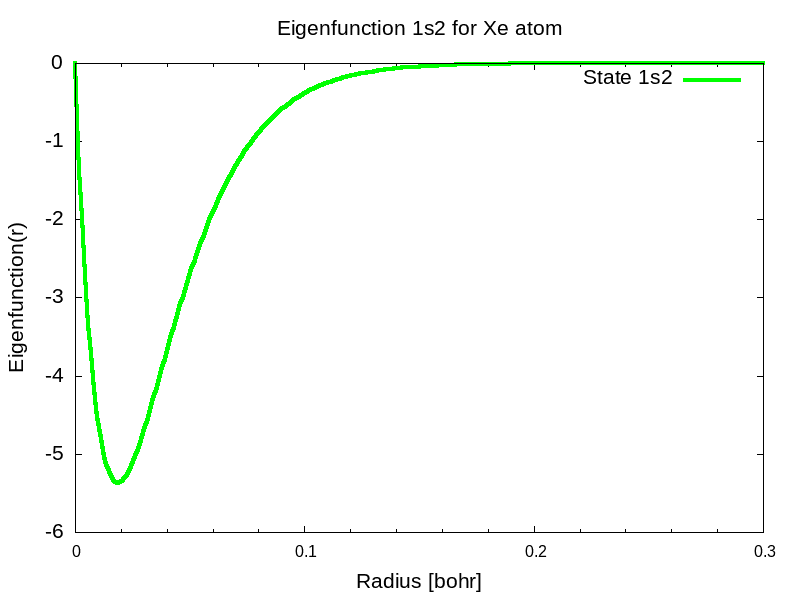 Eigenfunction 1s2 for Xe atom
State 1s2
Eigenfunction(r)
0
-1
-2
-3
-4
-5
-6
0 0.1 0.2 0.3
Radius [bohr]